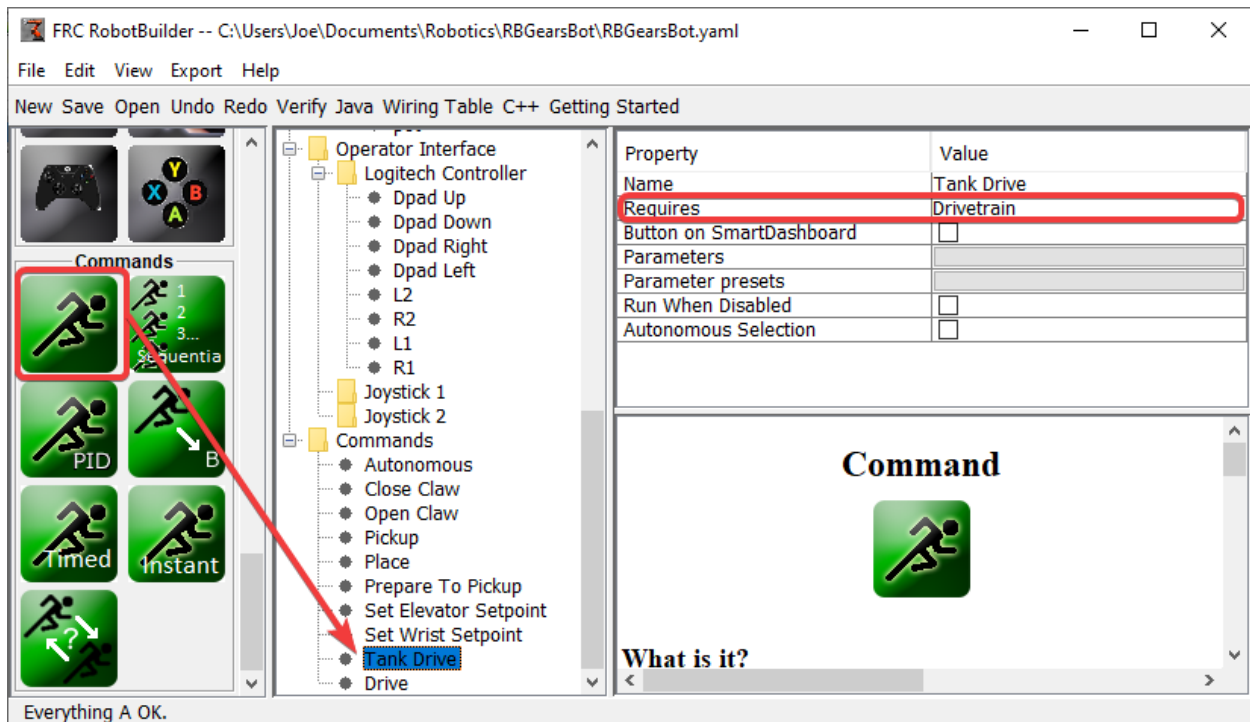 FRC RobotBuilder -- C:\Users\Joe\Documents\Robotics\RBGearsBot\RBGearsBot.yaml
File Edit View Export Help
New Save Open Undo Redo Verify Java Wiring Table C++ Getting Started
Y
X B
A
Commands
1
2
3...
Sequentia
PID
B
Timed
Instant
?
Operator Interface
Logitech Controller
Dpad Up
Dpad Down
Dpad Right
Dpad Left
L2
R2
L1
R1
Joystick 1
Joystick 2
Commands
Autonomous
Close Claw
Open Claw
Pickup
Place
Prepare To Pickup
Set Elevator Setpoint
Set Wrist Setpoint
Tank Drive
Drive
Property Value
Name Tank Drive
Requires Drivetrain
Button on SmartDashboard
Parameters
Parameter presets
Run When Disabled
Autonomous Selection
Command
What is it?
Everything A OK.